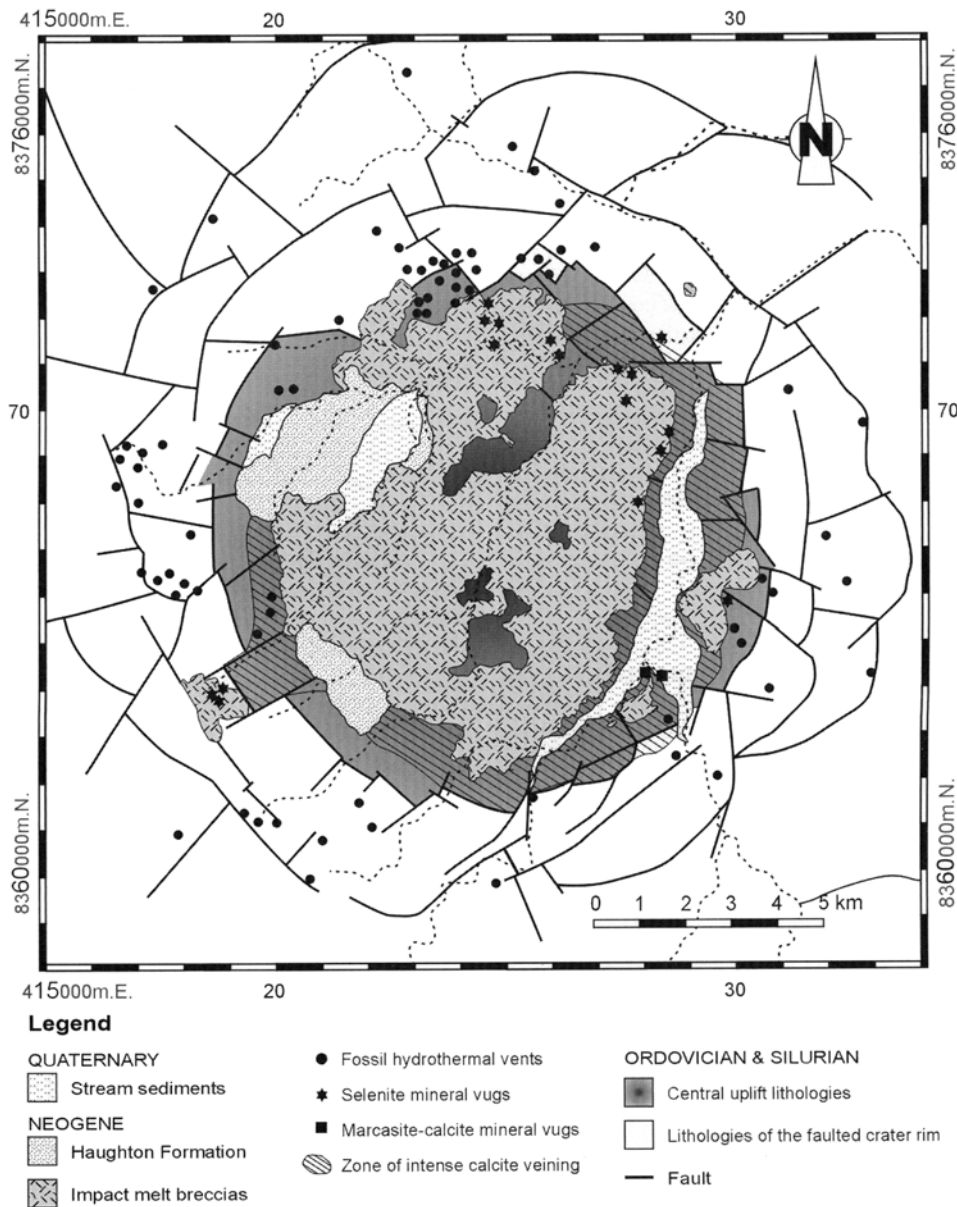 415000m.E. 20 30
8376000m.N. 8376000m.N.
N
70 70
8360000m.N. 8360000m.N.
0 1 2 3 4 5 km
415000m.E. 20 30
Legend
QUATERNARY
Stream sediments
NEOGENE
Haughton Formation
Impact melt breccias
Fossil hydrothermal vents
Selenite mineral vugs
Marcasite-calcite mineral vugs
Zone of intense calcite veining
ORDOVICIAN & SILURIAN
Central uplift lithologies
Lithologies of the faulted crater rim
Fault